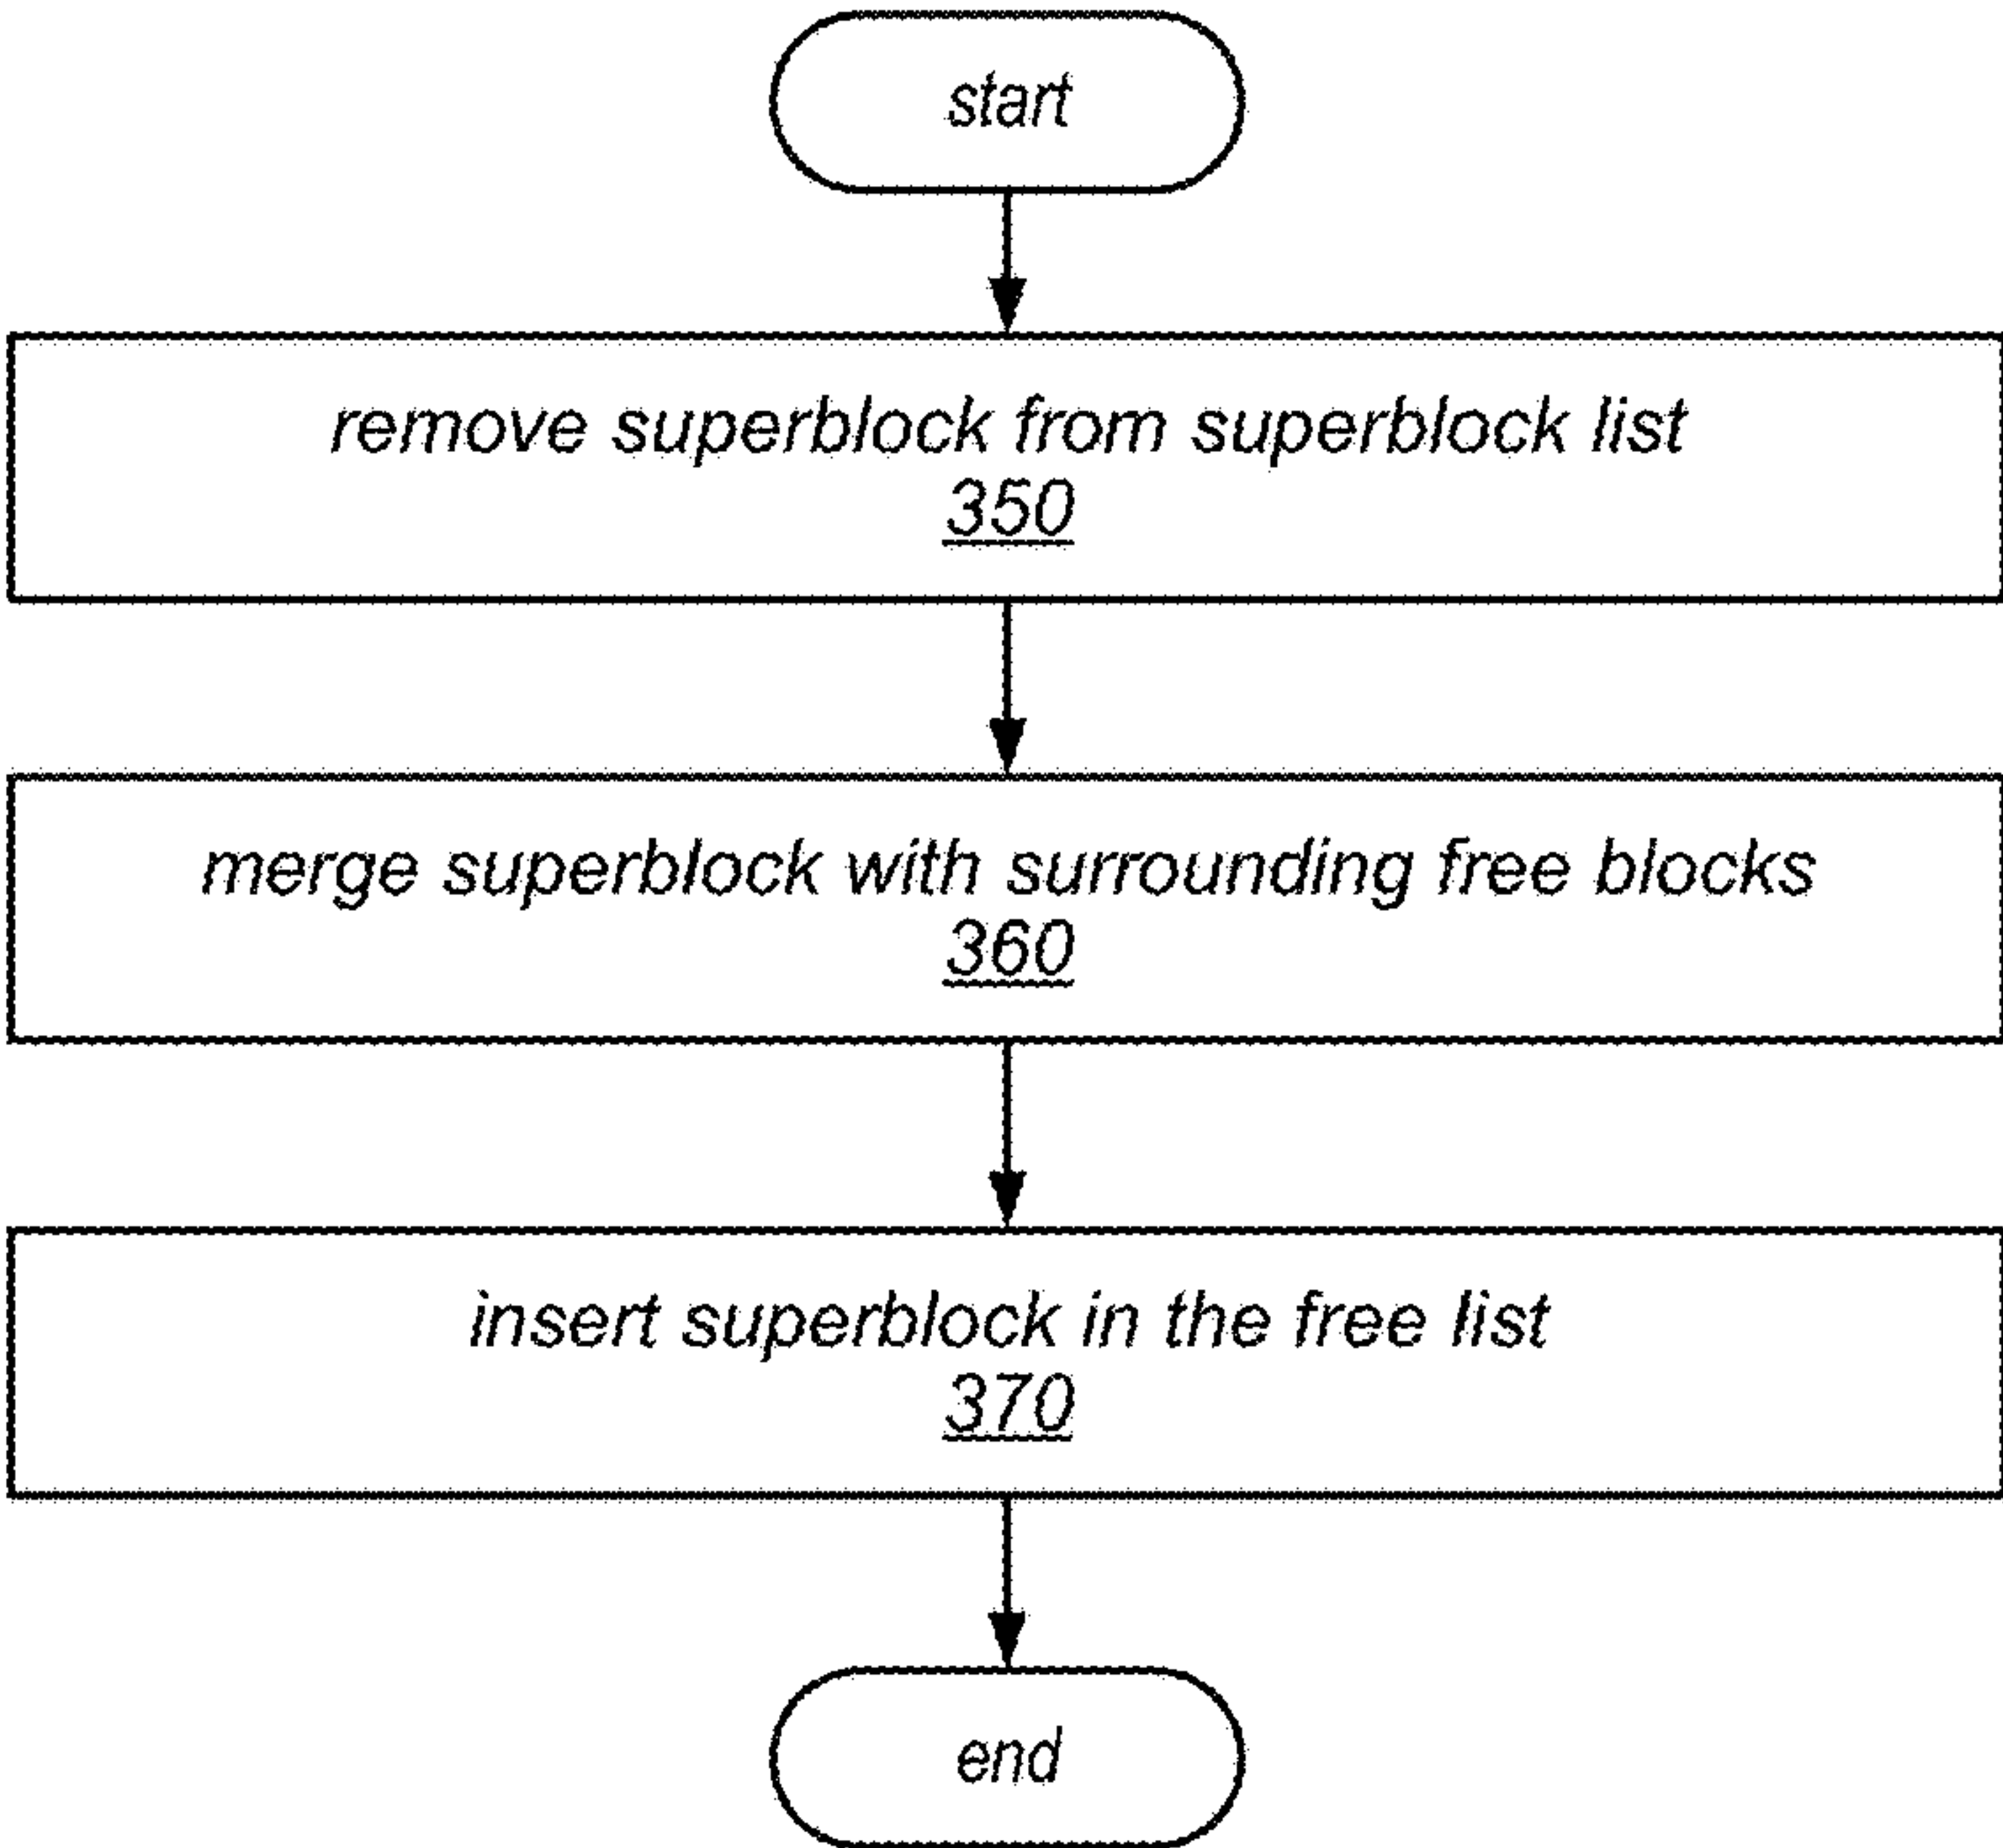 start
remove superblock from superblock list
350
merge superblock with surrounding free blocks
360
insert superblock in the free list
370
end